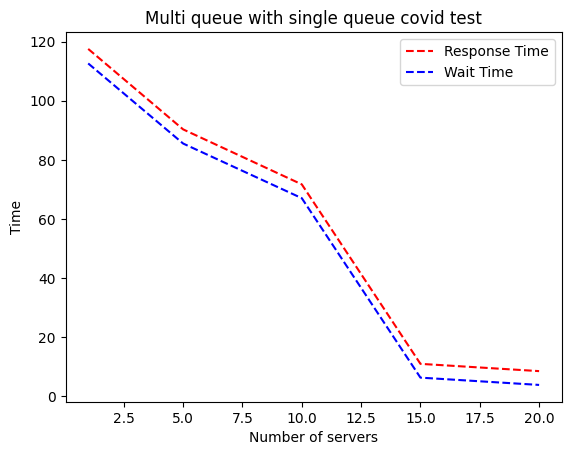 Multi queue with single queue covid test
120
100
80
60
40
20
0
Time
Response Time
Wait Time
2.5 5.0 7.5 10.0 12.5 15.0 17.5 20.0
Number of servers